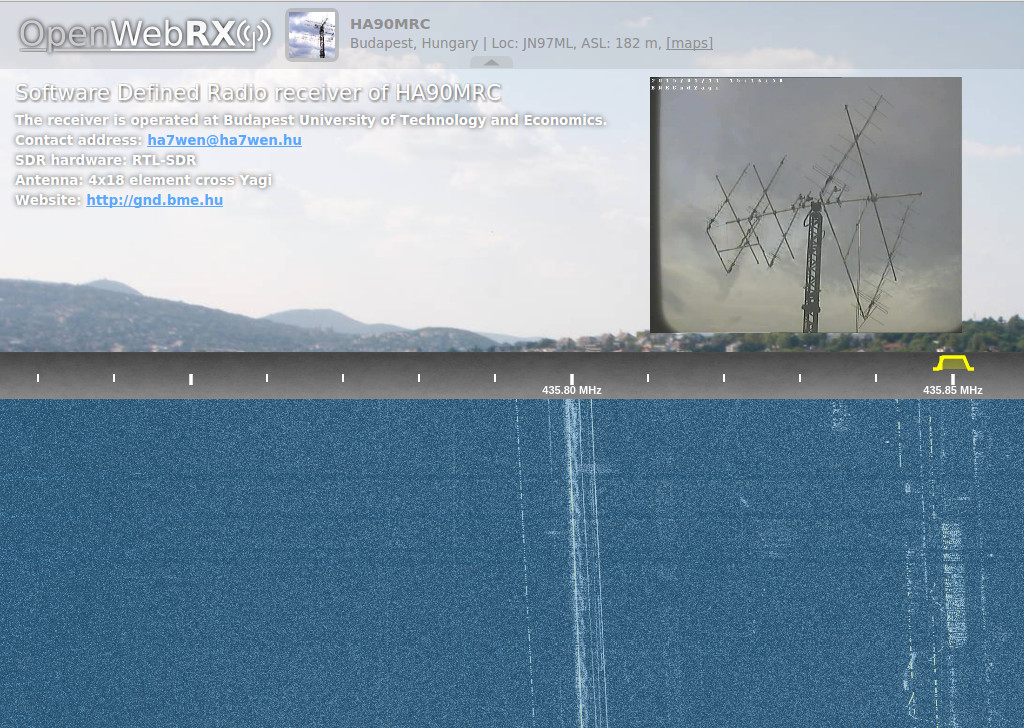 OpenWebRX
HA90MRC
Budapest, Hungary | Loc: JN97ML, ASL: 182 m, [maps]
Software Defined Radio receiver of HA90MRC
The receiver is operated at Budapest University of Technology and Economics.
Contact address: ha7wen@ha7wen.hu
SDR hardware: RTL-SDR
Antenna: 4x18 element cross Yagi
Website: http://gnd.bme.hu
435.80 MHz
435.85 MHz